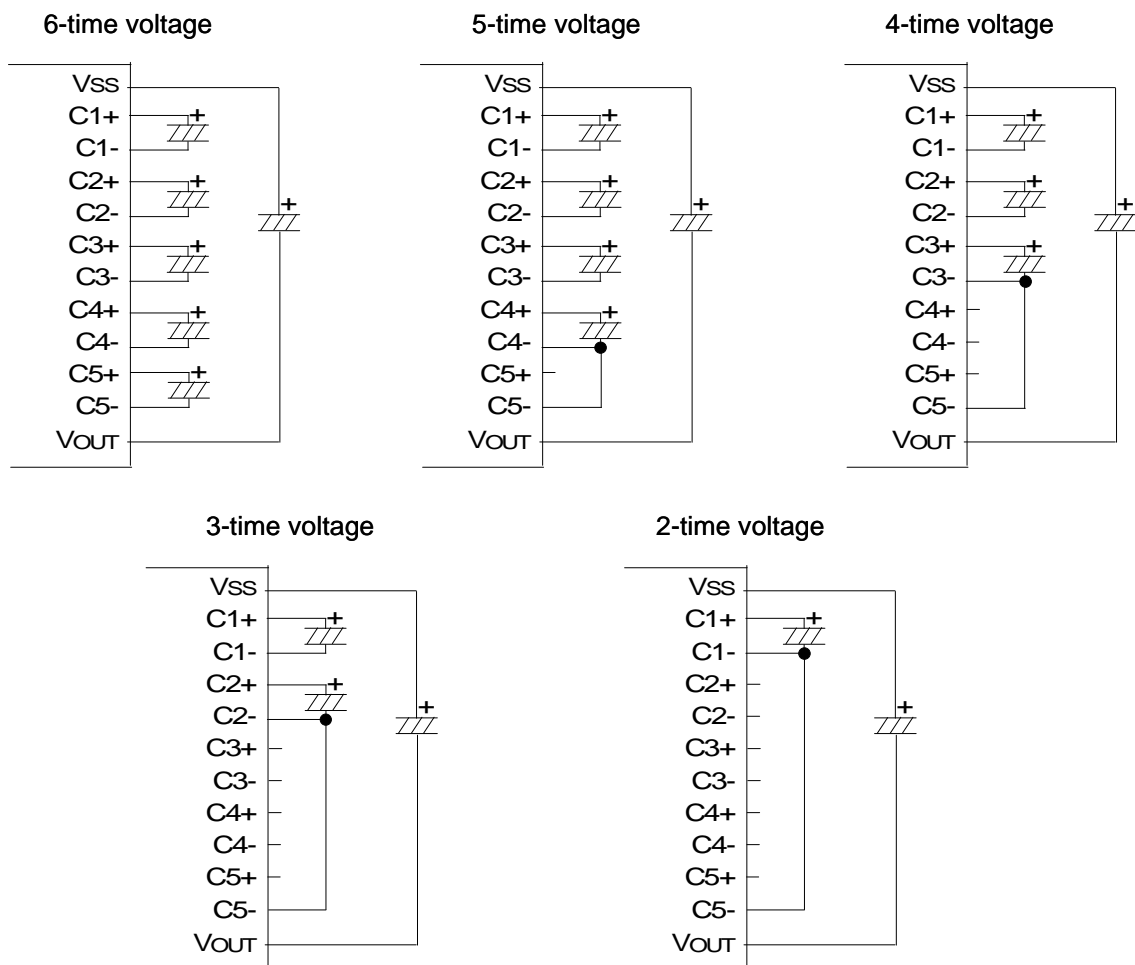 6-time voltage
VSS
C1+
+
C1-
C2+
+
C2-
+
C3+
+
C3-
C4+
+
C4-
C5+
+
C5-
VOUT
5-time voltage
VSS
C1+
+
C1-
C2+
+
C2-
+
C3+
+
C3-
C4+
+
C4-
C5+
C5-
VOUT
4-time voltage
VSS
C1+
+
C1-
C2+
+
C2-
+
C3+
+
C3-
C4+
C4-
C5+
C5-
VOUT
3-time voltage
VSS
C1+
+
C1-
C2+
+
C2-
+
C3+
C3-
C4+
C4-
C5+
C5-
VOUT
2-time voltage
VSS
C1+
+
C1-
C2+
C2-
+
C3+
C3-
C4+
C4-
C5+
C5-
VOUT